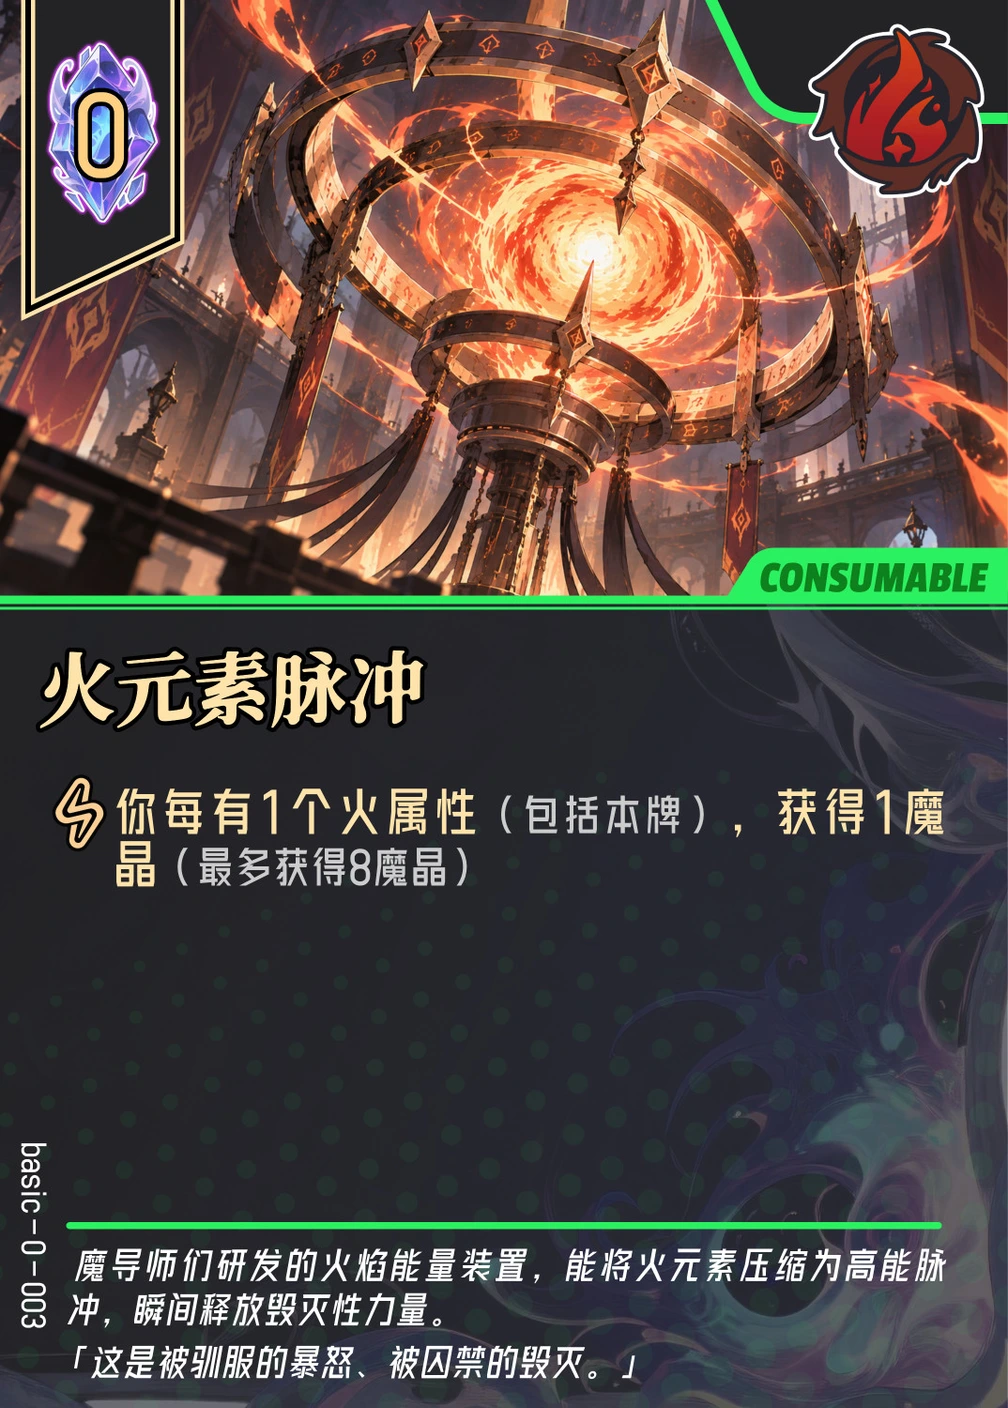 0
CONSUMABLE
火元素脉冲
你每有1个火属性（包括本牌），获得1魔
晶（最多获得8魔晶）
basic-0-003
魔导师们研发的火焰能量装置，能将火元素压缩为高能脉
冲，瞬间释放毁灭性力量。
「这是被驯服的暴怒、被囚禁的毁灭。」